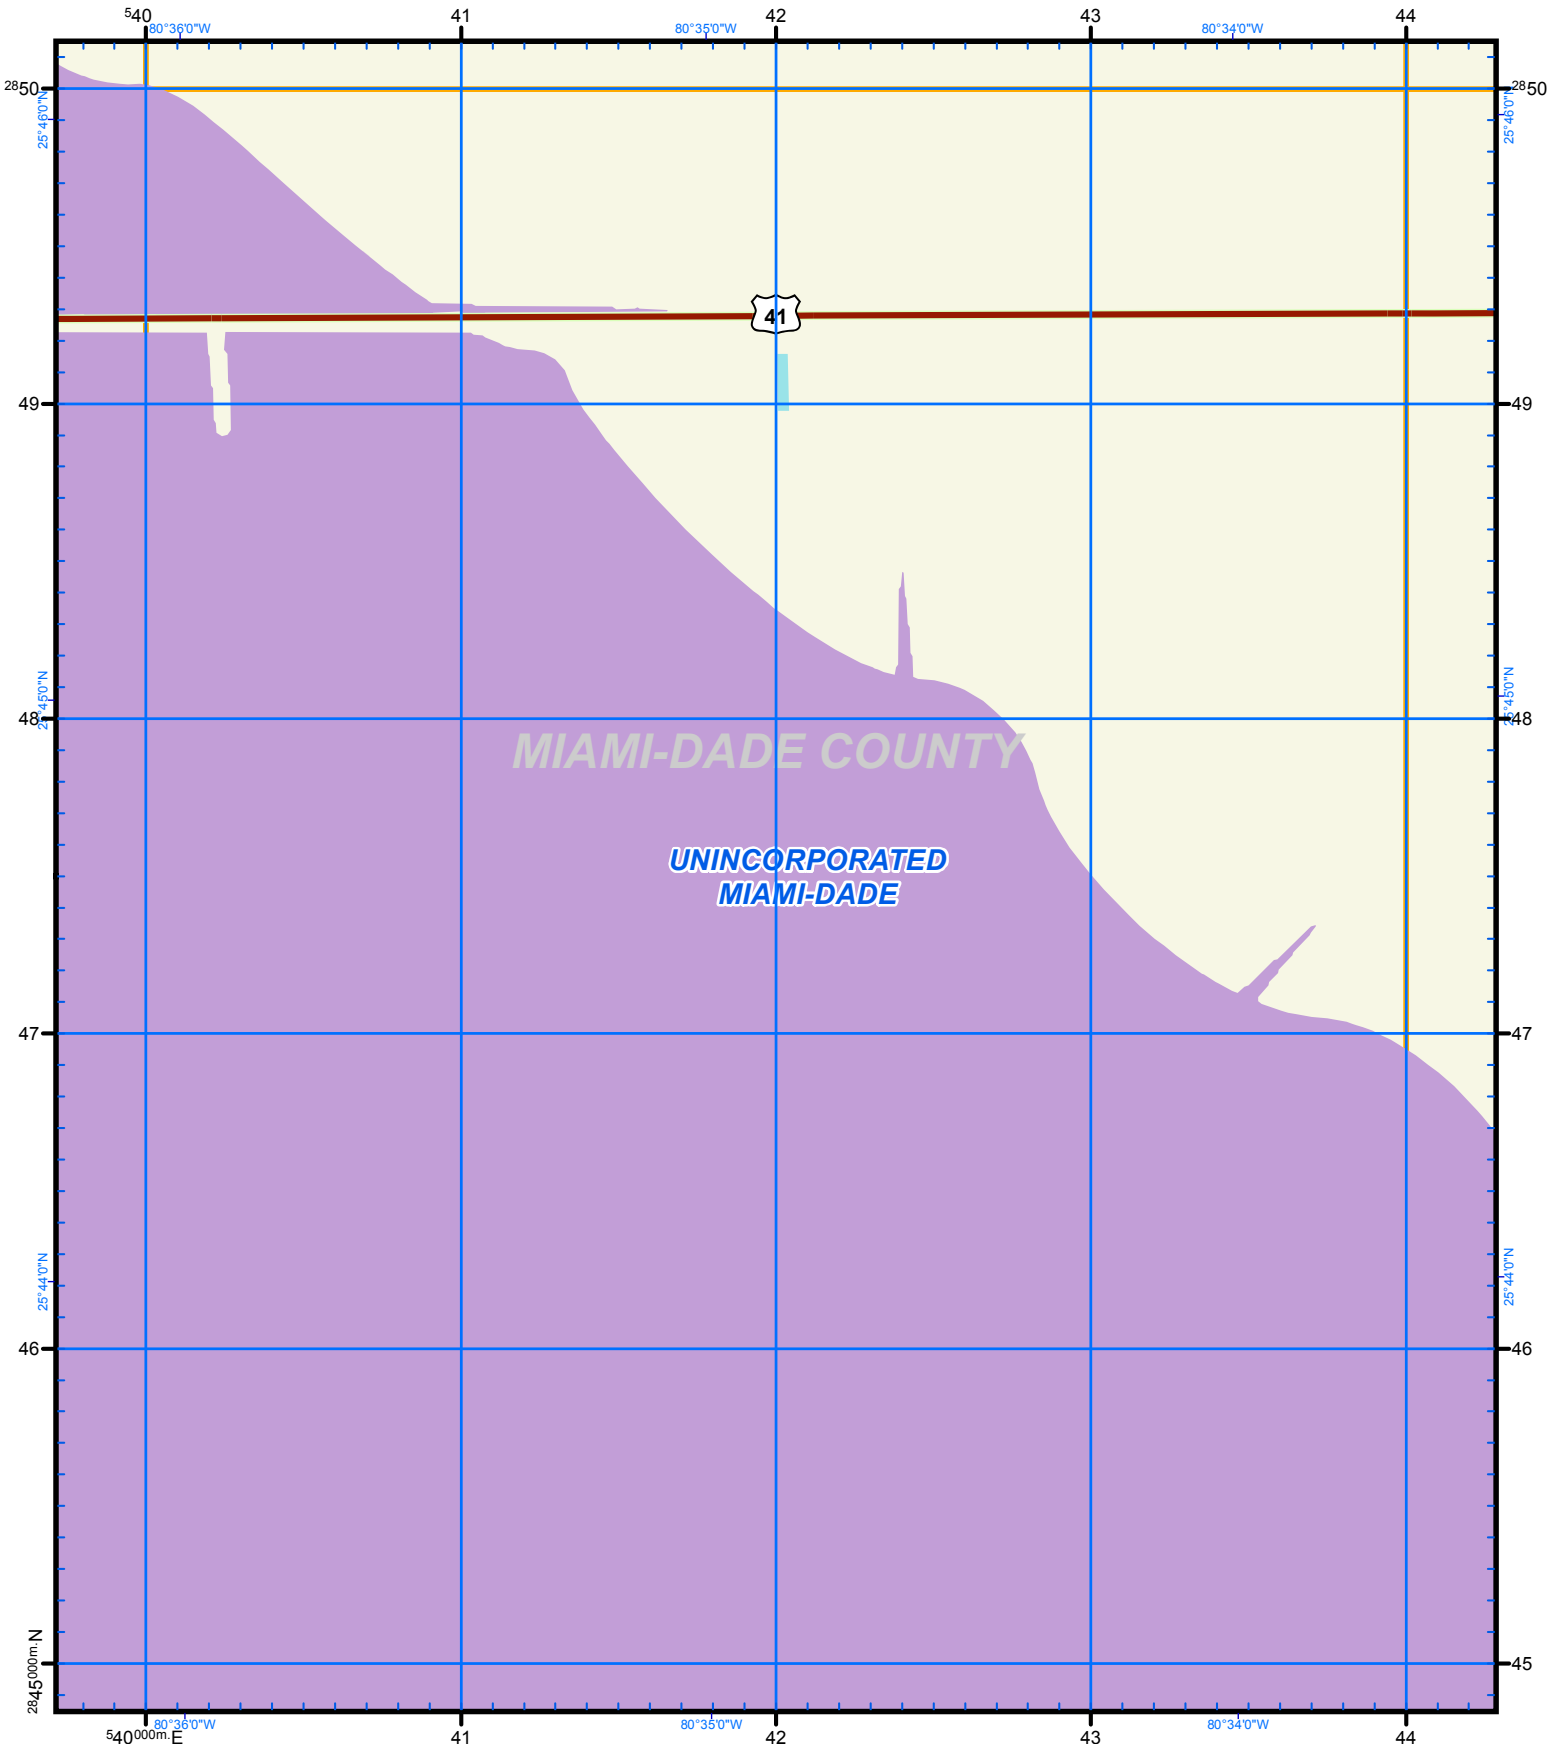 540 41 42 43 44
80°36'0"W 80°35'0"W 80°34'0"W
2850 2850
25°46'0"N 25°46'0"N
41
49 49
25°45'0"N 25°45'0"N
48 48
MIAMI-DADE COUNTY
UNINCORPORATED
MIAMI-DADE
47 47
25°44'0"N 25°44'0"N
46 46
2845000m.N 45
80°36'0"W 80°35'0"W 80°34'0"W
540000m.E 41 42 43 44